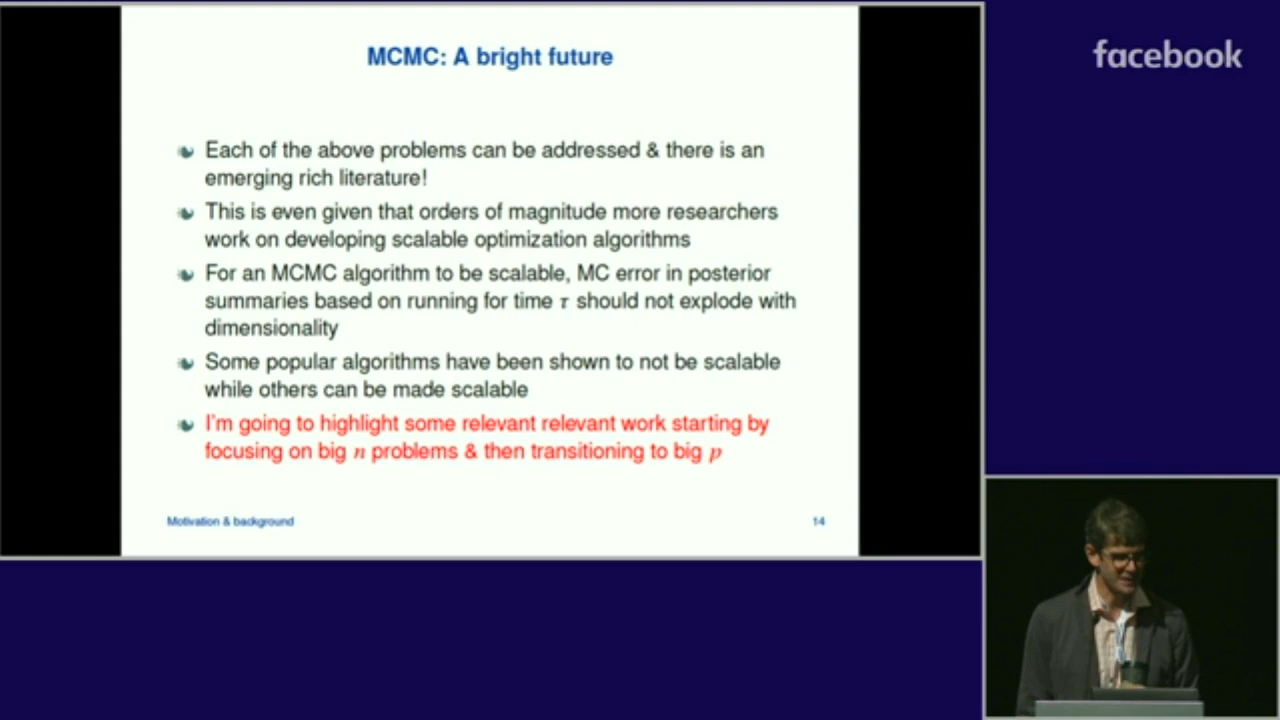 MCMC: A bright future
Each of the above problems can be addressed & there is an
emerging rich literature!
This is even given that orders of magnitude more researchers
work on developing scalable optimization algorithms
For an MCMC algorithm to be scalable, MC error in posterior
summaries based on running for time τ should not explode with
dimensionality
Some popular algorithms have been shown to not be scalable
while others can be made scalable
I'm going to highlight some relevant relevant work starting by
focusing on big n problems & then transitioning to big p
Motivation & background
14
facebook